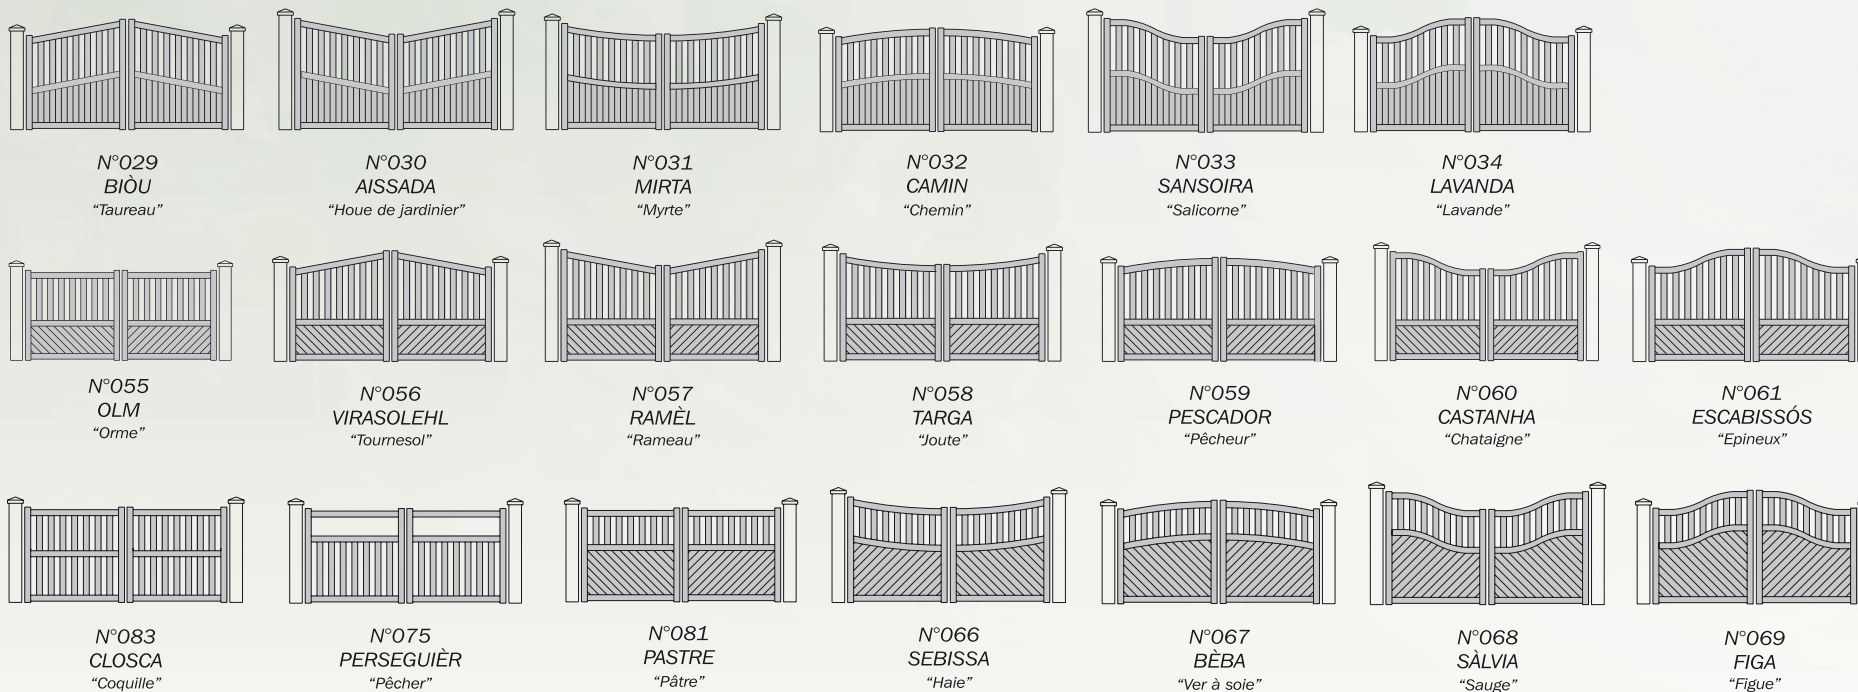 N°029
BIÒU
“Taureau”
N°030
AISSADA
“Houe de jardinier”
N°031
MIRTA
“Myrte”
N°032
CAMIN
“Chemin”
N°033
SANSOIRA
“Salicorne”
N°034
LAVANDA
“Lavande”
N°055
OLM
“Orme”
N°056
VIRASOLEHL
“Tournesol”
N°057
RAMÈL
“Rameau”
N°058
TARGA
“Joute”
N°059
PESCADOR
“Pêcheur”
N°060
CASTANHA
“Chataigne”
N°061
ESCABISSÓS
“Epineux”
N°083
CLOSCA
“Coquille”
N°075
PERSEGUIÈR
“Pêcher”
N°081
PASTRE
“Pâtre”
N°066
SEBISSA
“Haie”
N°067
BÈBA
“Ver à soie”
N°068
SÀLVIA
“Sauge”
N°069
FIGA
“Figue”